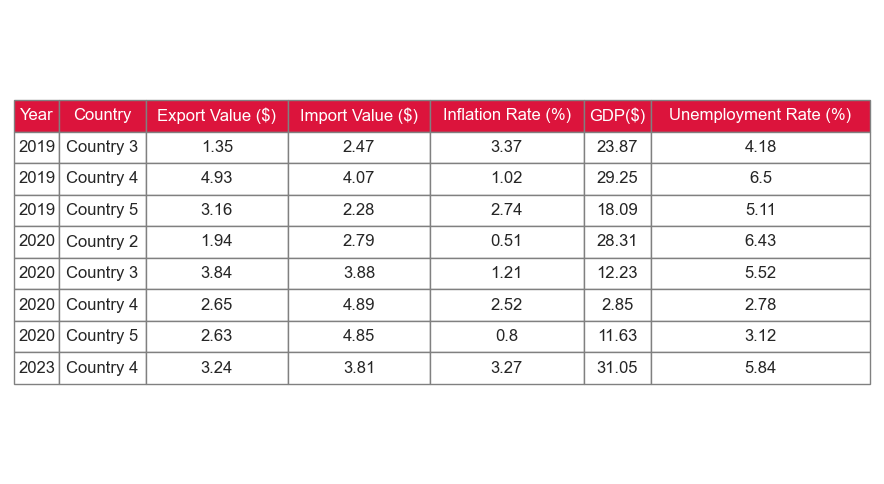 Year Country Export Value ($) Import Value ($) Inflation Rate (%) GDP($) Unemployment Rate (%)
2019 Country 3 1.35 2.47 3.37 23.87 4.18
2019 Country 4 4.93 4.07 1.02 29.25 6.5
2019 Country 5 3.16 2.28 2.74 18.09 5.11
2020 Country 2 1.94 2.79 0.51 28.31 6.43
2020 Country 3 3.84 3.88 1.21 12.23 5.52
2020 Country 4 2.65 4.89 2.52 2.85 2.78
2020 Country 5 2.63 4.85 0.8 11.63 3.12
2023 Country 4 3.24 3.81 3.27 31.05 5.84